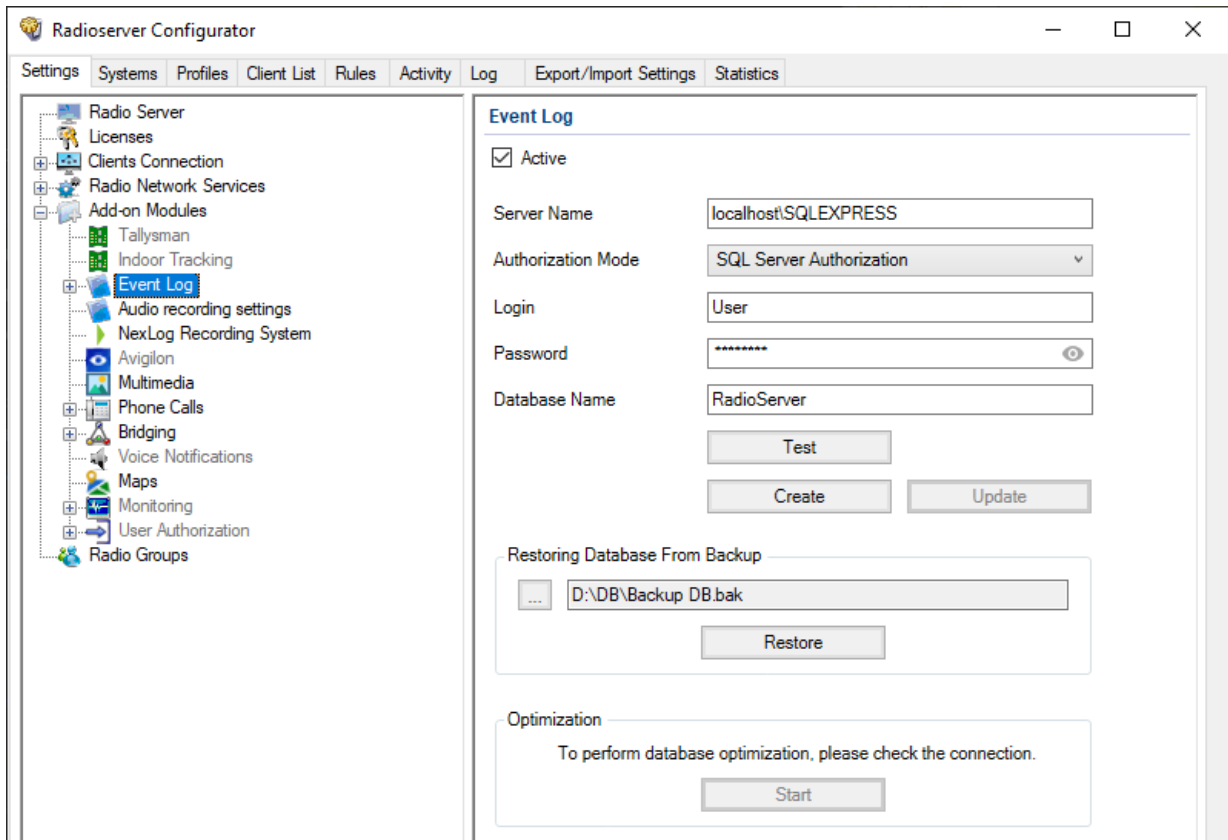 Radioserver Configurator
Settings Systems Profiles Client List Rules Activity Log Export/Import Settings Statistics
Radio Server
Licenses
Clients Connection
Radio Network Services
Add-on Modules
Tallysman
Indoor Tracking
Event Log
Audio recording settings
NexLog Recording System
Avigilon
Multimedia
Phone Calls
Bridging
Voice Notifications
Maps
Monitoring
User Authorization
Radio Groups
Event Log
Active
Server Name localhost\SQLEXPRESS
Authorization Mode SQL Server Authorization
Login User
Password ********
Database Name RadioServer
Test
Create Update
Restoring Database From Backup
... D:\DB\Backup DB.bak
Restore
Optimization
To perform database optimization, please check the connection.
Start